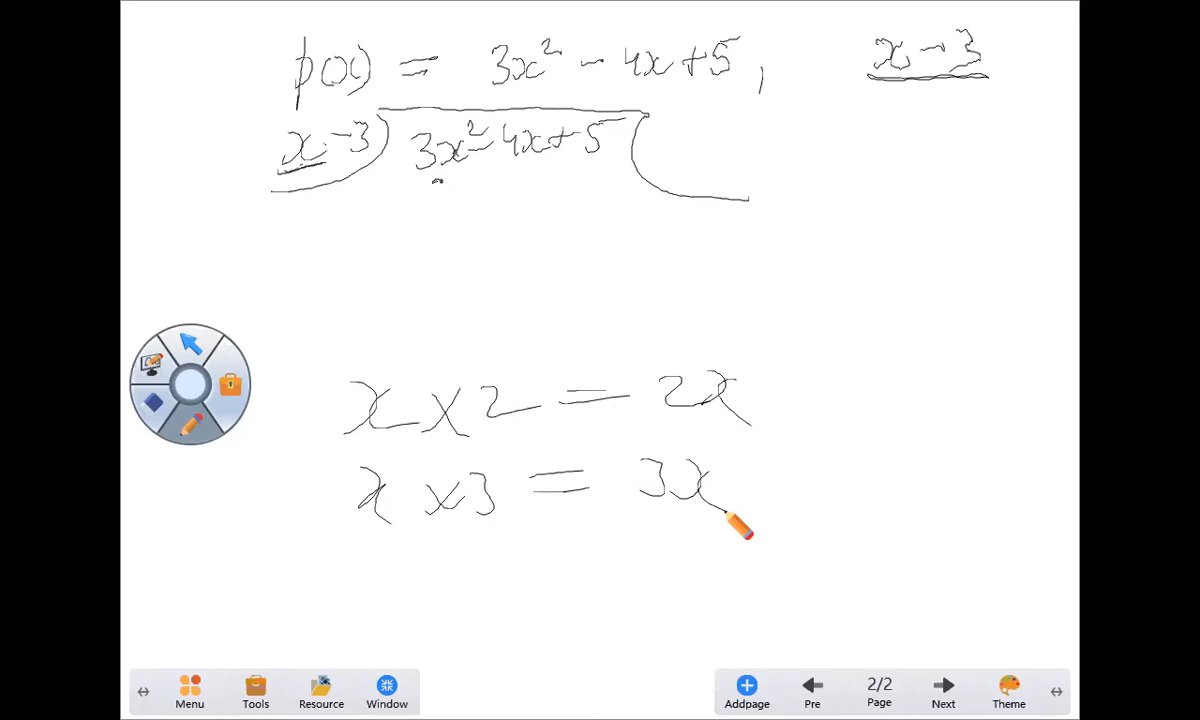 p(x) = 3x² - 4x + 5, x - 3
x - 3) 3x² - 4x + 5 (
x × 2 = 2x
x × 3 = 3x
Menu Tools Resource Window Addpage Pre 2/2 Page Next Theme